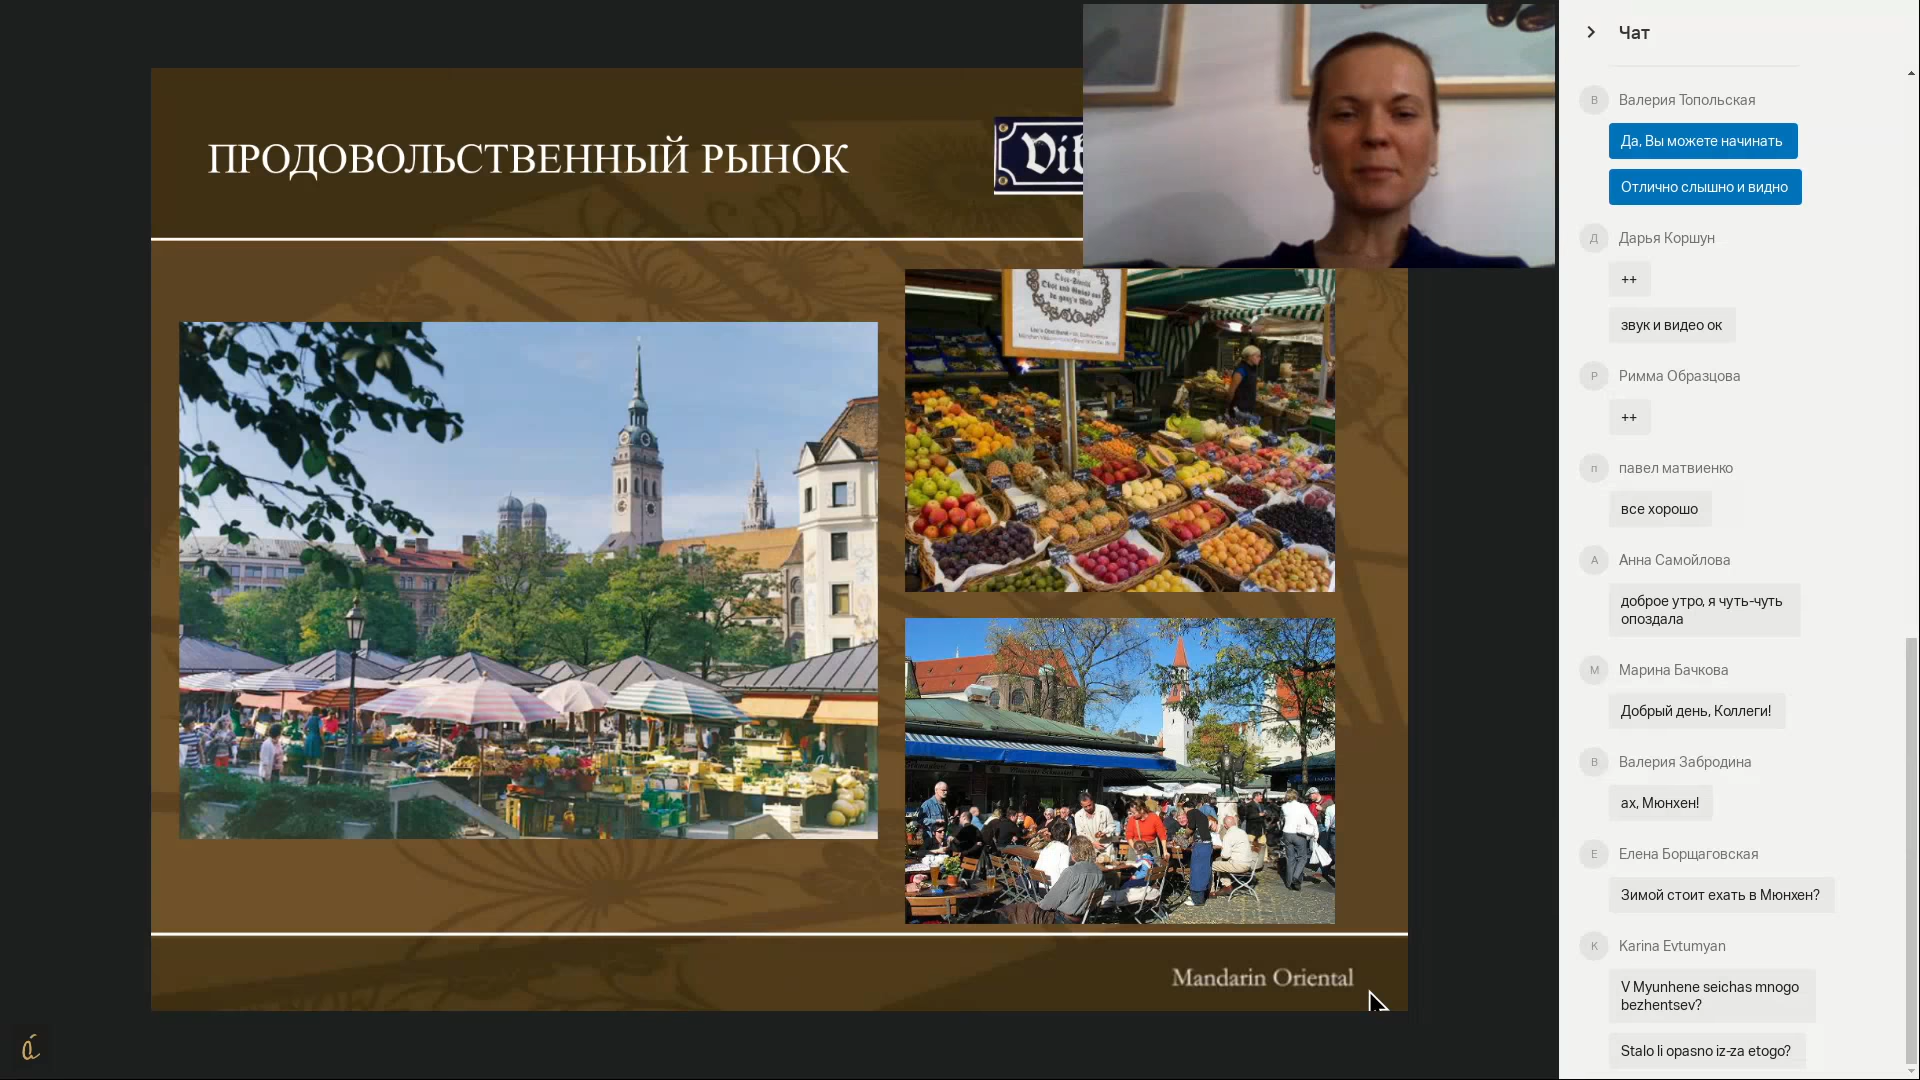 ПРОДОВОЛЬСТВЕННЫЙ РЫНОК
Vik
Mandarin Oriental
á
Чат
В
Валерия Топольская
Да, Вы можете начинать
Отлично слышно и видно
Д
Дарья Коршун
++
звук и видео ок
Р
Римма Образцова
++
п
павел матвиенко
все хорошо
А
Анна Самойлова
доброе утро, я чуть-чуть
опоздала
М
Марина Бачкова
Добрый день, Коллеги!
В
Валерия Забродина
ах, Мюнхен!
Е
Елена Борщаговская
Зимой стоит ехать в Мюнхен?
K
Karina Evtumyan
V Myunhene seichas mnogo
bezhentsev?
Stalo li opasno iz-za etogo?